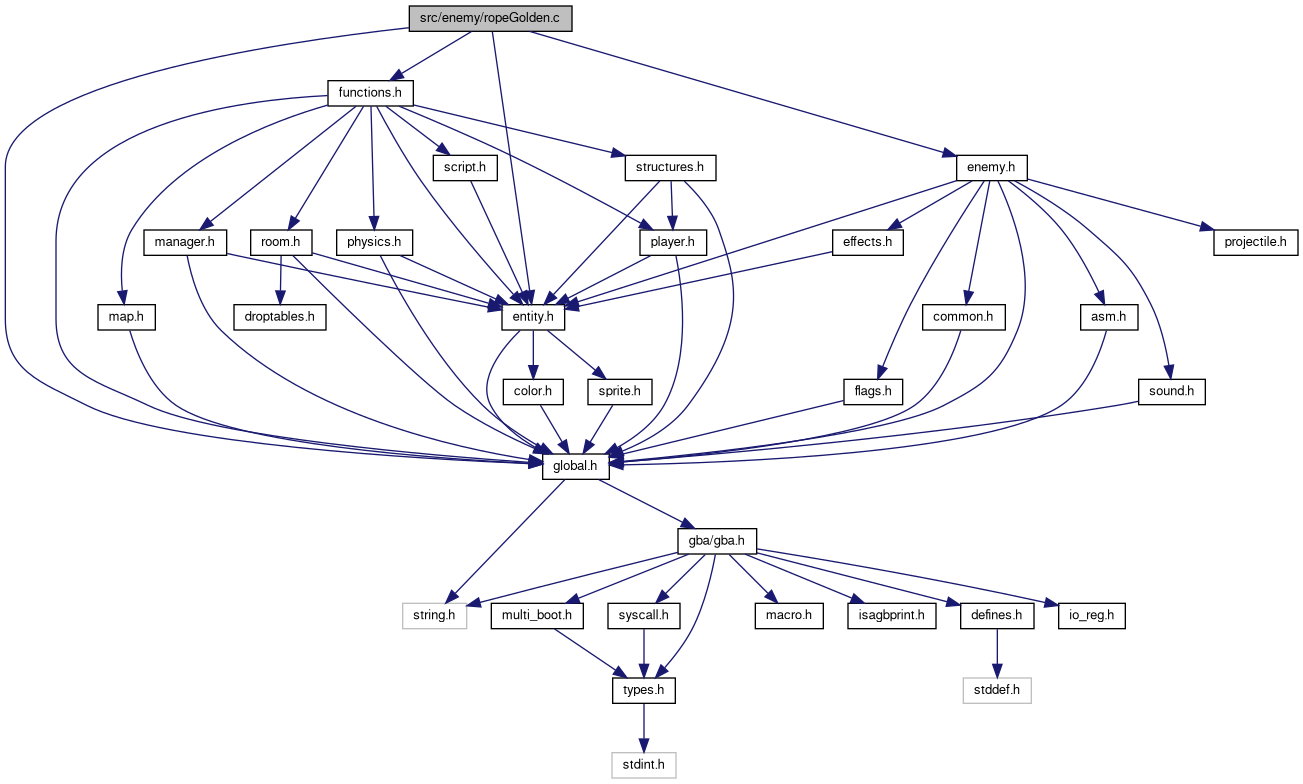 src/enemy/ropeGolden.c
functions.h
script.h
structures.h
enemy.h
manager.h
room.h
physics.h
player.h
effects.h
projectile.h
map.h
droptables.h
entity.h
common.h
asm.h
color.h
sprite.h
flags.h
sound.h
global.h
gba/gba.h
string.h
multi_boot.h
syscall.h
macro.h
isagbprint.h
defines.h
io_reg.h
types.h
stddef.h
stdint.h